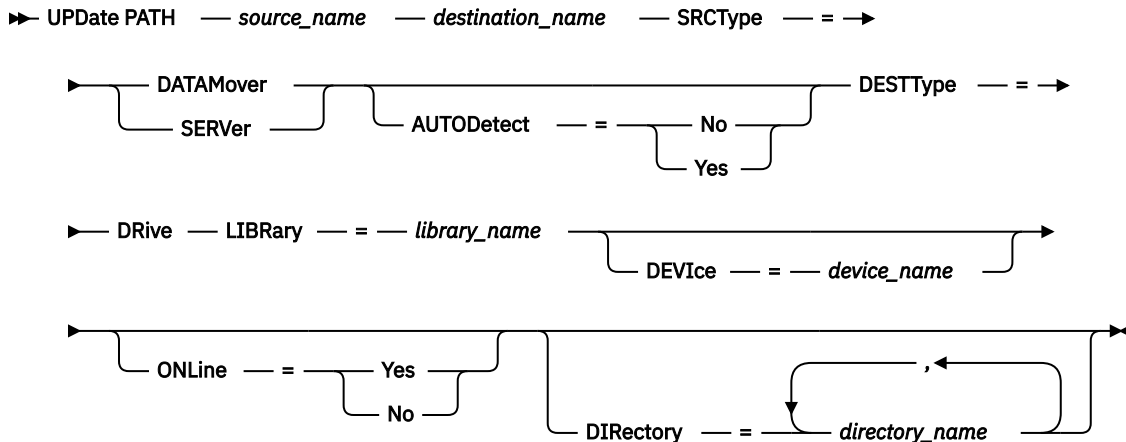 UPDate PATH source_name destination_name SRCType =
DATAMover DESTType =
SERVer AUTODetect = No
Yes
DRive LIBRary = library_name
DEVIce = device_name
ONLine = Yes ,
No DIRectory = directory_name